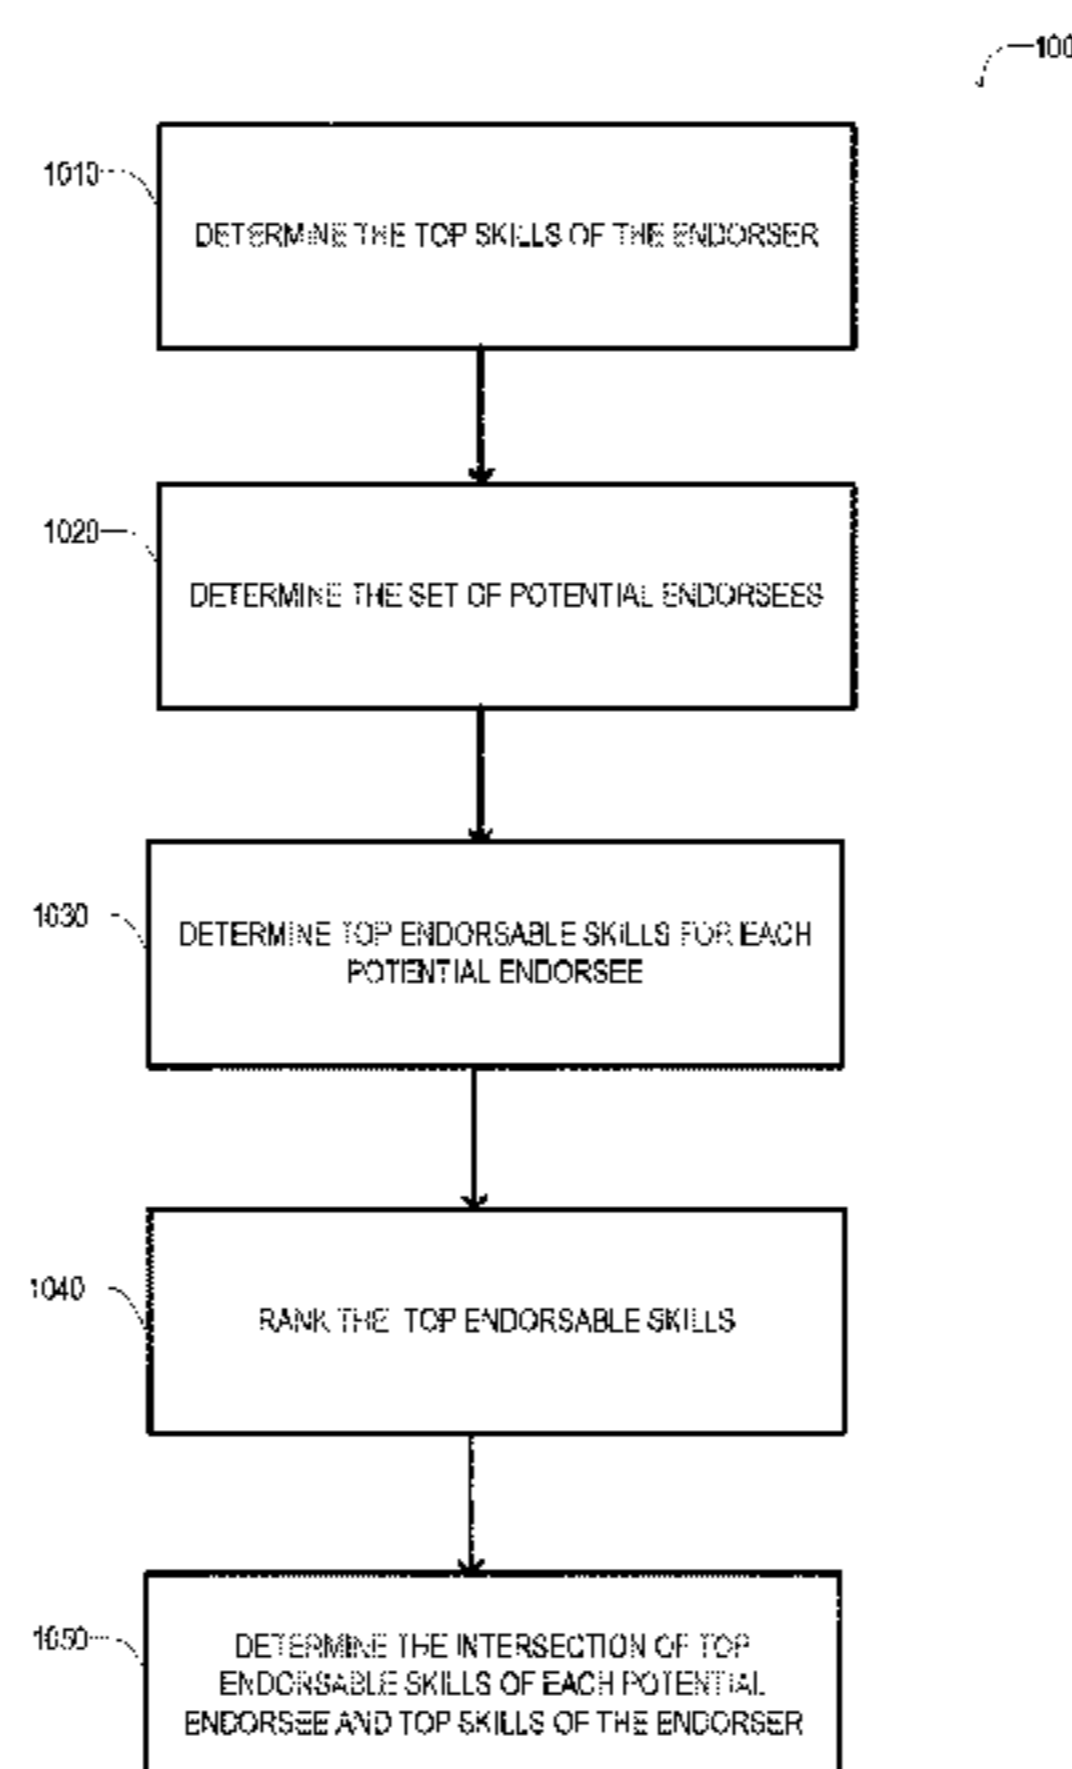 100
1010
DETERMINE THE TOP SKILLS OF THE ENDORSER
1020
DETERMINE THE SET OF POTENTIAL ENDORSEES
1030
DETERMINE TOP ENDORSABLE SKILLS FOR EACH
POTENTIAL ENDORSEE
1040
RANK THE TOP ENDORSABLE SKILLS
1050
DETERMINE THE INTERSECTION OF TOP
ENDORSABLE SKILLS OF EACH POTENTIAL
ENDORSEE AND TOP SKILLS OF THE ENDORSER